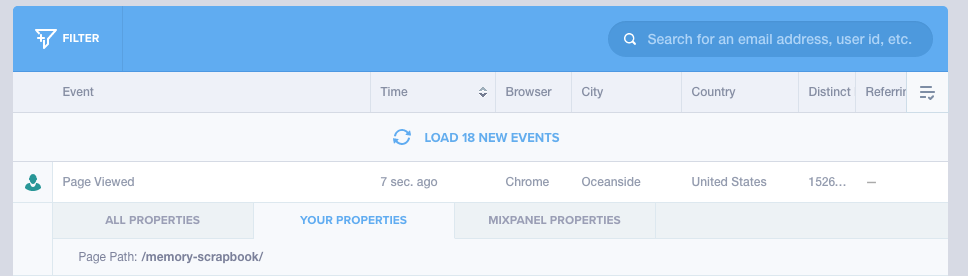 FILTER Search for an email address, user id, etc.
Event Time Browser City Country Distinct Referrin
LOAD 18 NEW EVENTS
Page Viewed 7 sec. ago Chrome Oceanside United States 1526... —
ALL PROPERTIES YOUR PROPERTIES MIXPANEL PROPERTIES
Page Path: /memory-scrapbook/